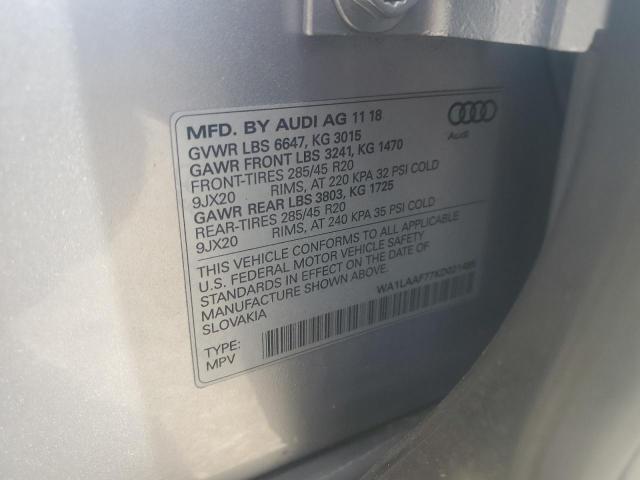 MFD. BY AUDI AG 11 18
GVWR LBS 6647, KG 3015
GAWR FRONT LBS 3241, KG 1470
FRONT-TIRES 285/45 R20
9JX20 RIMS, AT 220 KPA 32 PSI COLD
GAWR REAR LBS 3803, KG 1725
REAR-TIRES 285/45 R20
9JX20 RIMS, AT 240 KPA 35 PSI COLD
Audi
THIS VEHICLE CONFORMS TO ALL APPLICABLE
U.S. FEDERAL MOTOR VEHICLE SAFETY
STANDARDS IN EFFECT ON THE DATE OF
MANUFACTURE SHOWN ABOVE.
SLOVAKIA
TYPE:
MPV